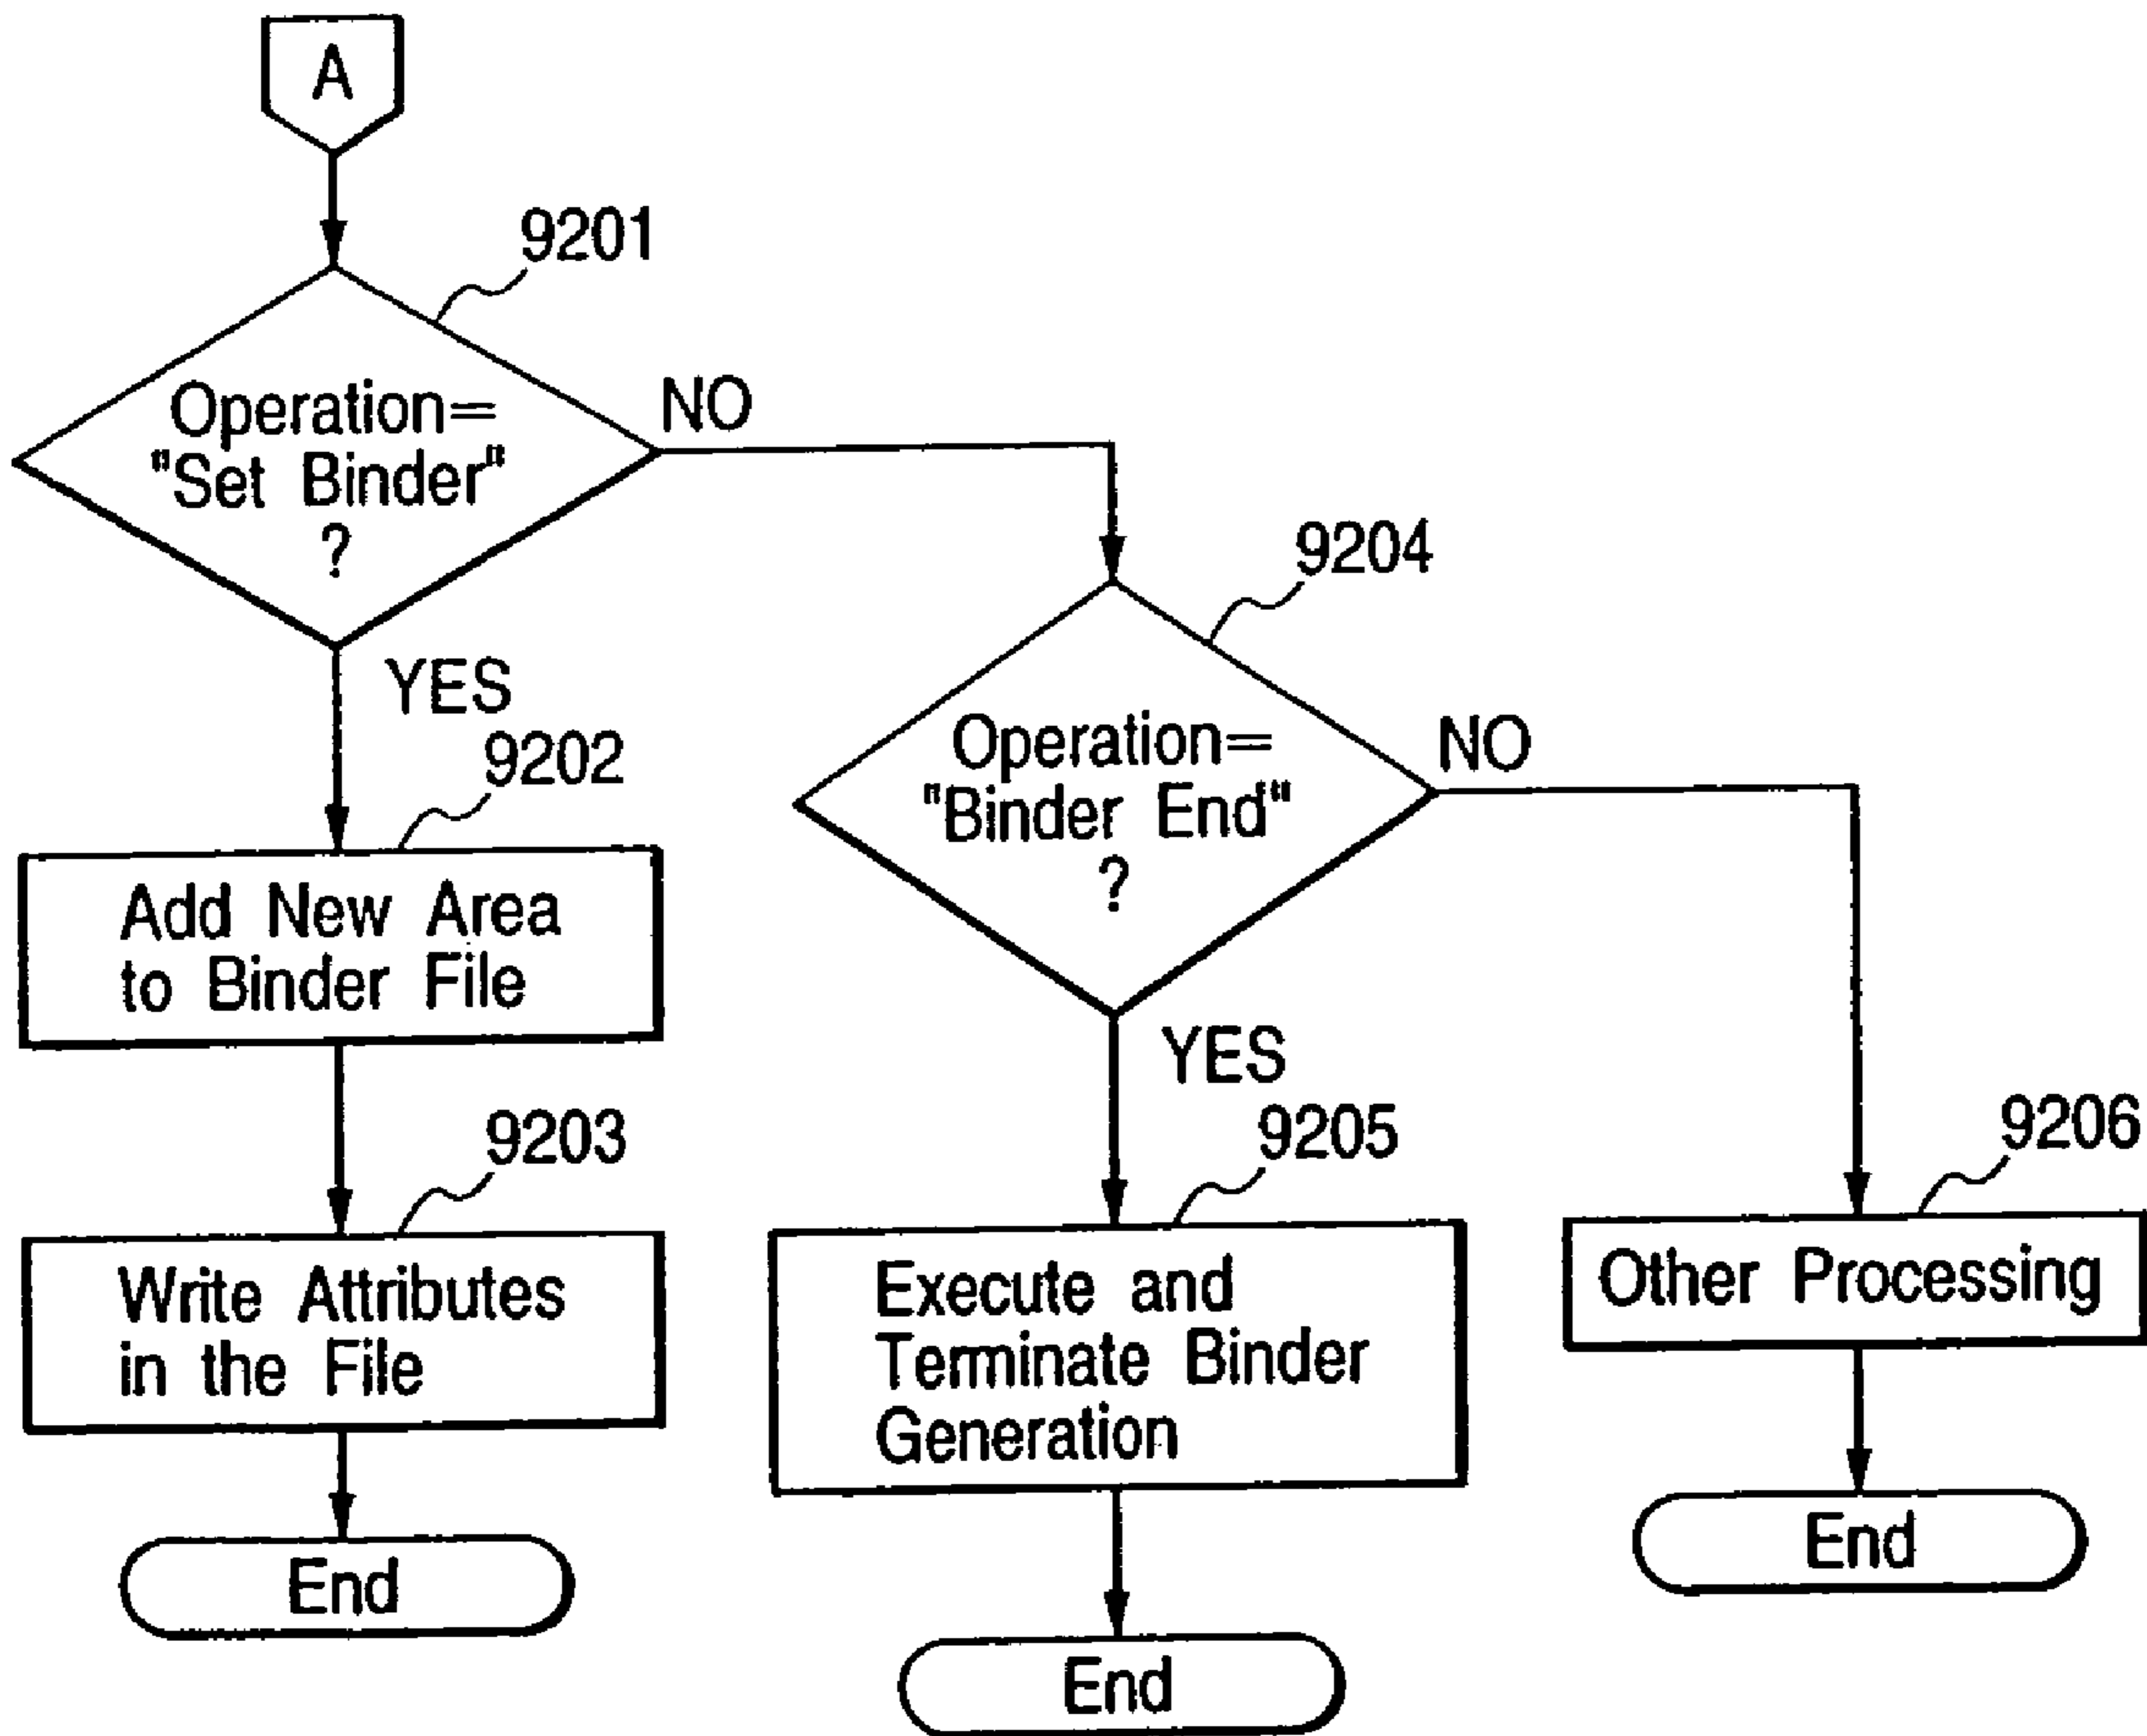 A
9201
Operation=
"Set Binder"
?
NO
YES
9202
Add New Area
to Binder File
9203
Write Attributes
in the File
End
9204
Operation=
"Binder End"
?
NO
YES
9205
Execute and
Terminate Binder
Generation
End
9206
Other Processing
End